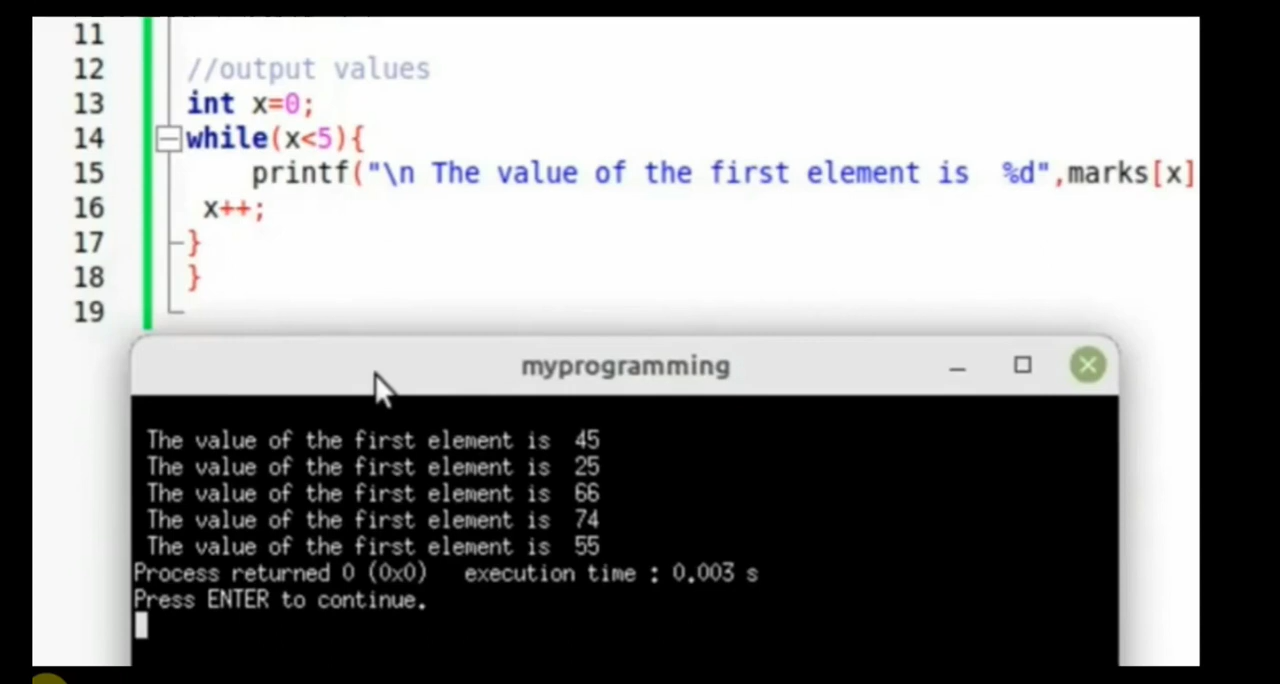 11
12 //output values
13 int x=0;
14 while(x<5){
15 printf("\n The value of the first element is  %d",marks[x]
16 x++;
17 }
18 }
19
myprogramming
The value of the first element is  45
The value of the first element is  25
The value of the first element is  66
The value of the first element is  74
The value of the first element is  55
Process returned 0 (0x0)   execution time : 0.003 s
Press ENTER to continue.